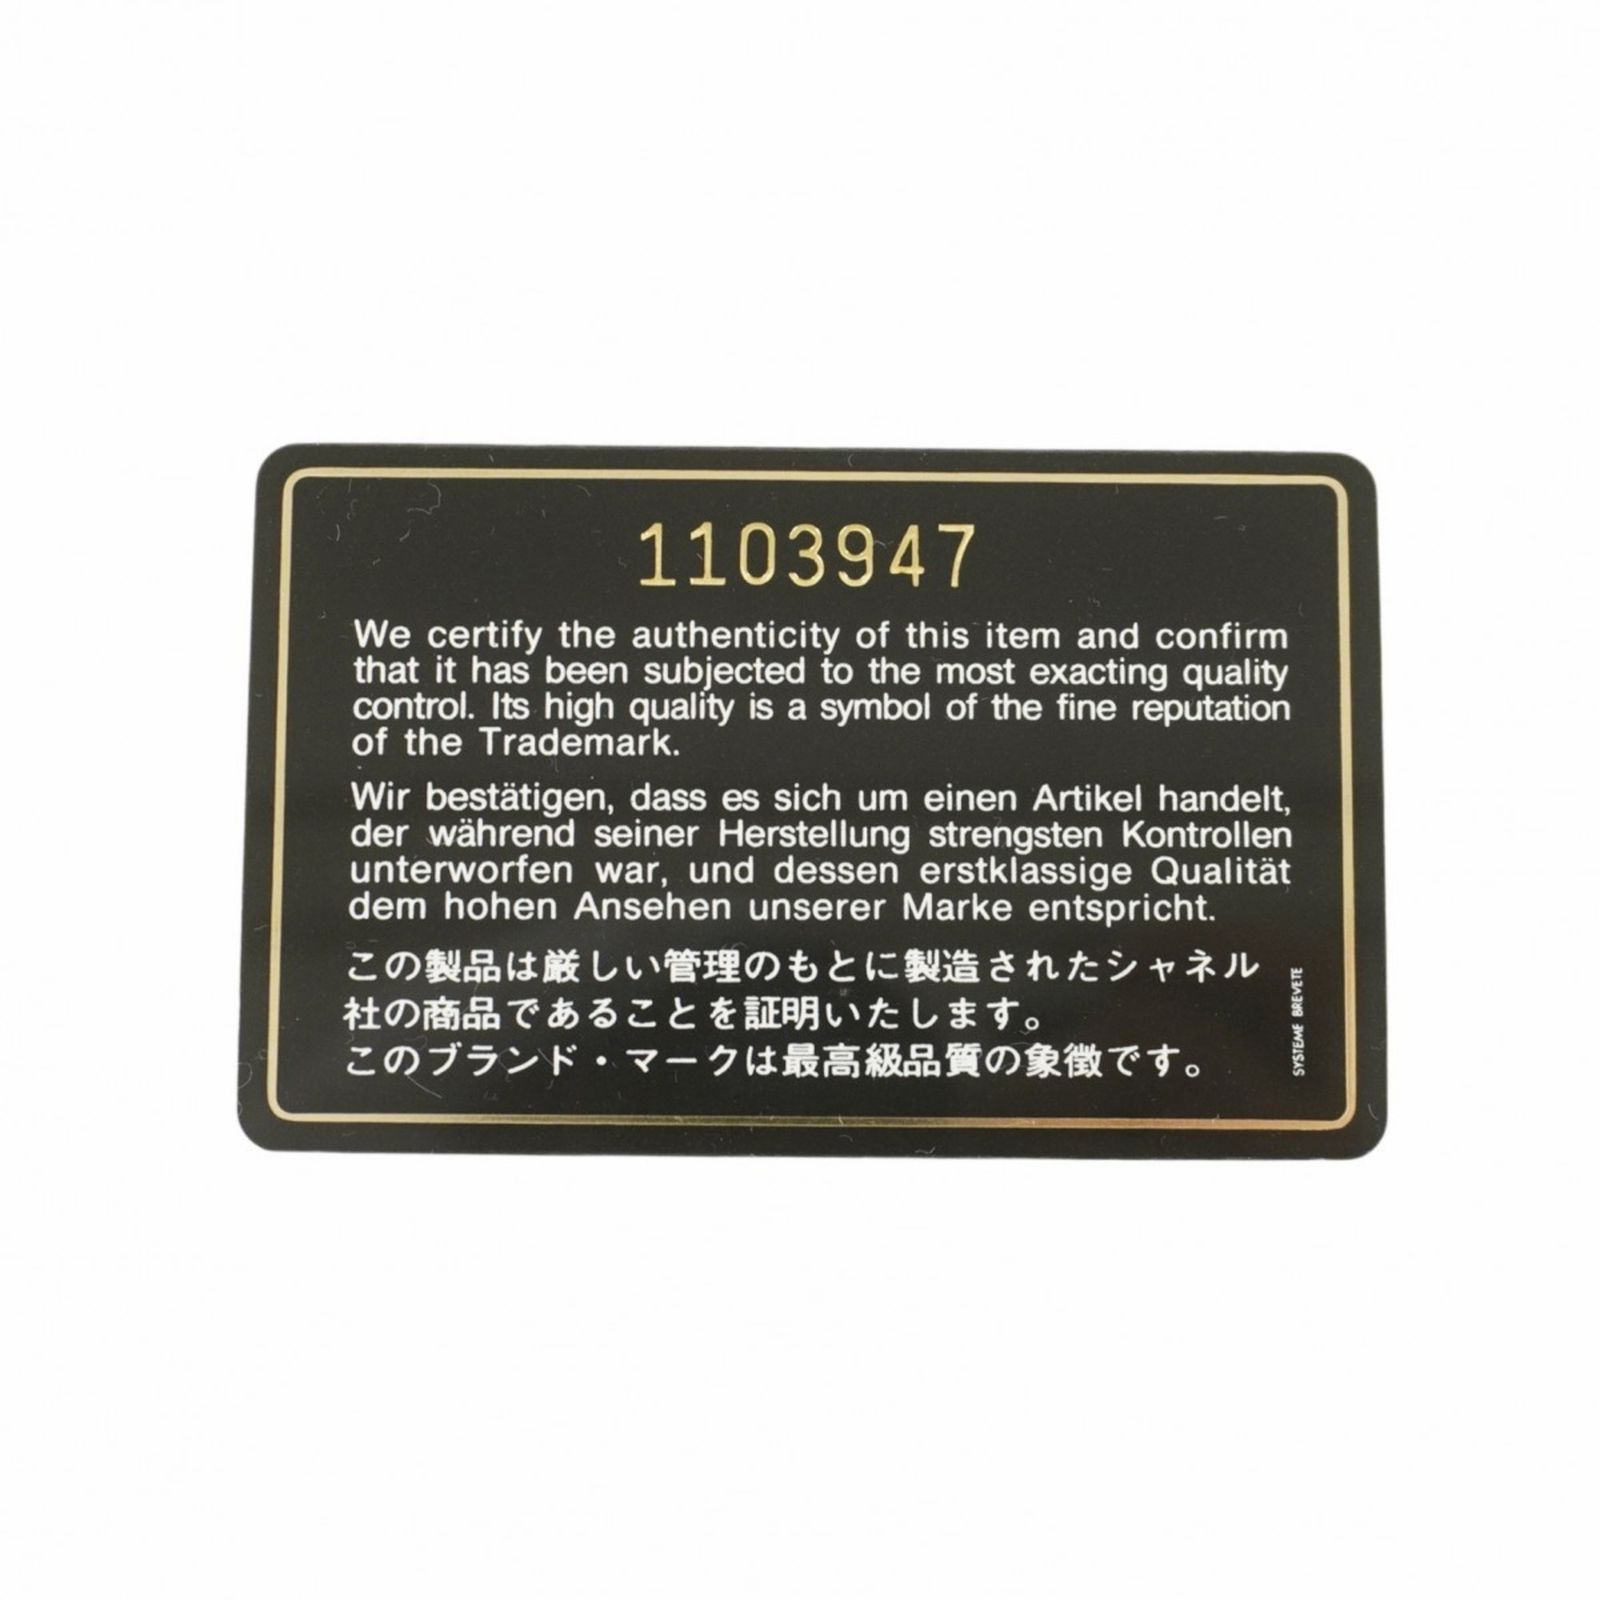 1103947
We certify the authenticity of this item and confirm
that it has been subjected to the most exacting quality
control. Its high quality is a symbol of the fine reputation
of the Trademark.
Wir bestätigen, dass es sich um einen Artikel handelt,
der während seiner Herstellung strengsten Kontrollen
unterworfen war, und dessen erstklassige Qualität
dem hohen Ansehen unserer Marke entspricht.
この製品は厳しい管理のもとに製造されたシャネル
社の商品であることを証明いたします。
このブランド・マークは最高級品質の象徴です。
SYSTEME BREVETE